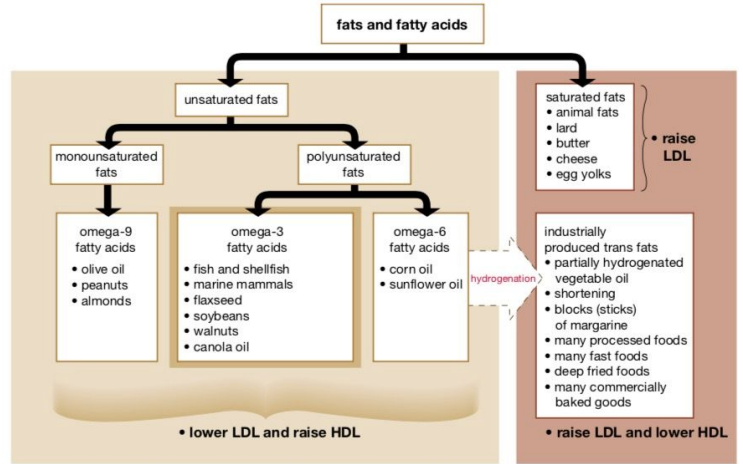 fats and fatty acids
unsaturated fats
monounsaturated
fats
polyunsaturated
fats
omega-9
fatty acids
• olive oil
• peanuts
• almonds
omega-3
fatty acids
• fish and shellfish
• marine mammals
• flaxseed
• soybeans
• walnuts
• canola oil
omega-6
fatty acids
• corn oil
• sunflower oil
• lower LDL and raise HDL
hydrogenation
saturated fats
• animal fats
• lard
• butter
• cheese
• egg yolks
• raise
LDL
industrially
produced trans fats
• partially hydrogenated
vegetable oil
• shortening
• blocks (sticks)
of margarine
• many processed foods
• many fast foods
• deep fried foods
• many commercially
baked goods
• raise LDL and lower HDL